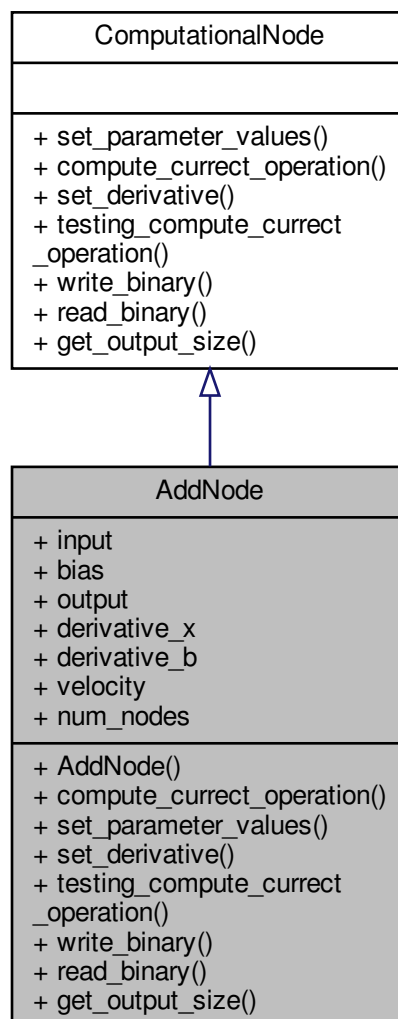 ComputationalNode
+ set_parameter_values()
+ compute_currect_operation()
+ set_derivative()
+ testing_compute_currect
_operation()
+ write_binary()
+ read_binary()
+ get_output_size()
AddNode
+ input
+ bias
+ output
+ derivative_x
+ derivative_b
+ velocity
+ num_nodes
+ AddNode()
+ compute_currect_operation()
+ set_parameter_values()
+ set_derivative()
+ testing_compute_currect
_operation()
+ write_binary()
+ read_binary()
+ get_output_size()